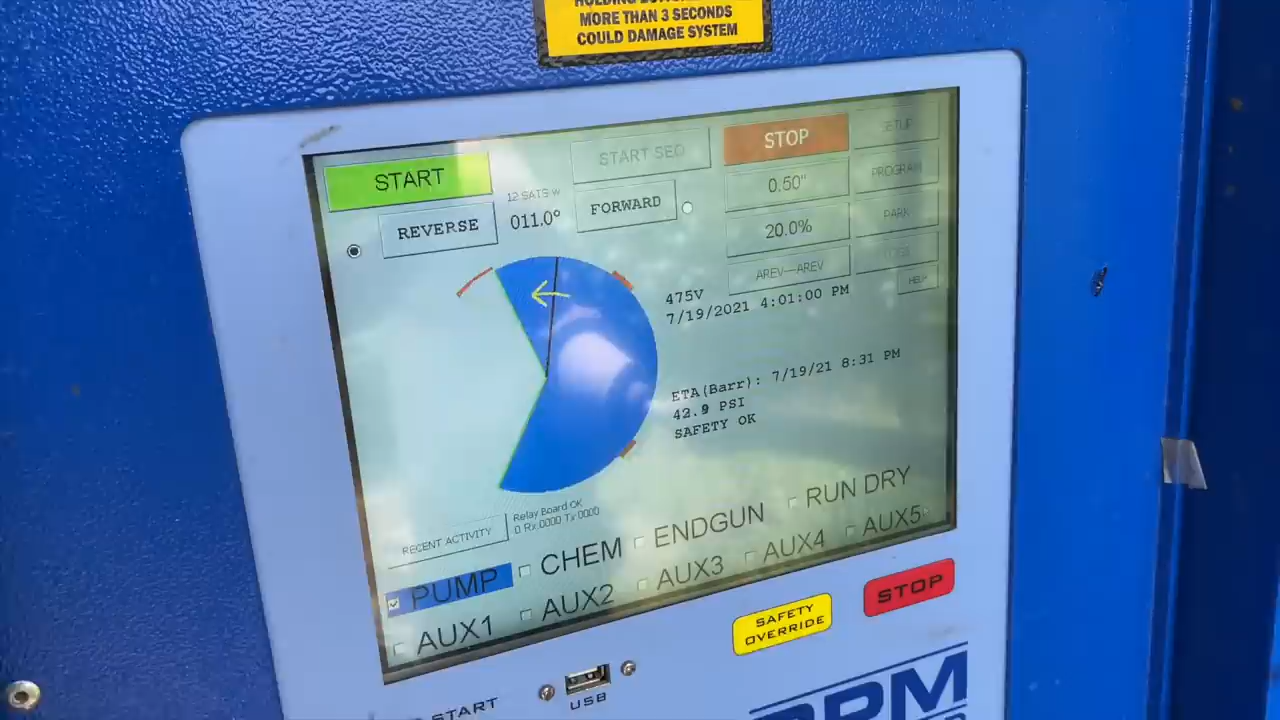 MORE THAN 3 SECONDS
COULD DAMAGE SYSTEM
START
START SEQ
STOP
SETUP
12 SATS W
0.50"
PROGRAM
REVERSE
011.0°
FORWARD
20.0%
PARK
AREV—AREV
475V
7/19/2021 4:01:00 PM
ETA(Barr): 7/19/21 8:31 PM
42.9 PSI
SAFETY OK
RECENT ACTIVITY
Relay Board OK
0 Rx 0000 Tx 0000
PUMP
CHEM
ENDGUN
RUN DRY
AUX1
AUX2
AUX3
AUX4
AUX5
SAFETY
OVERRIDE
STOP
START
USB